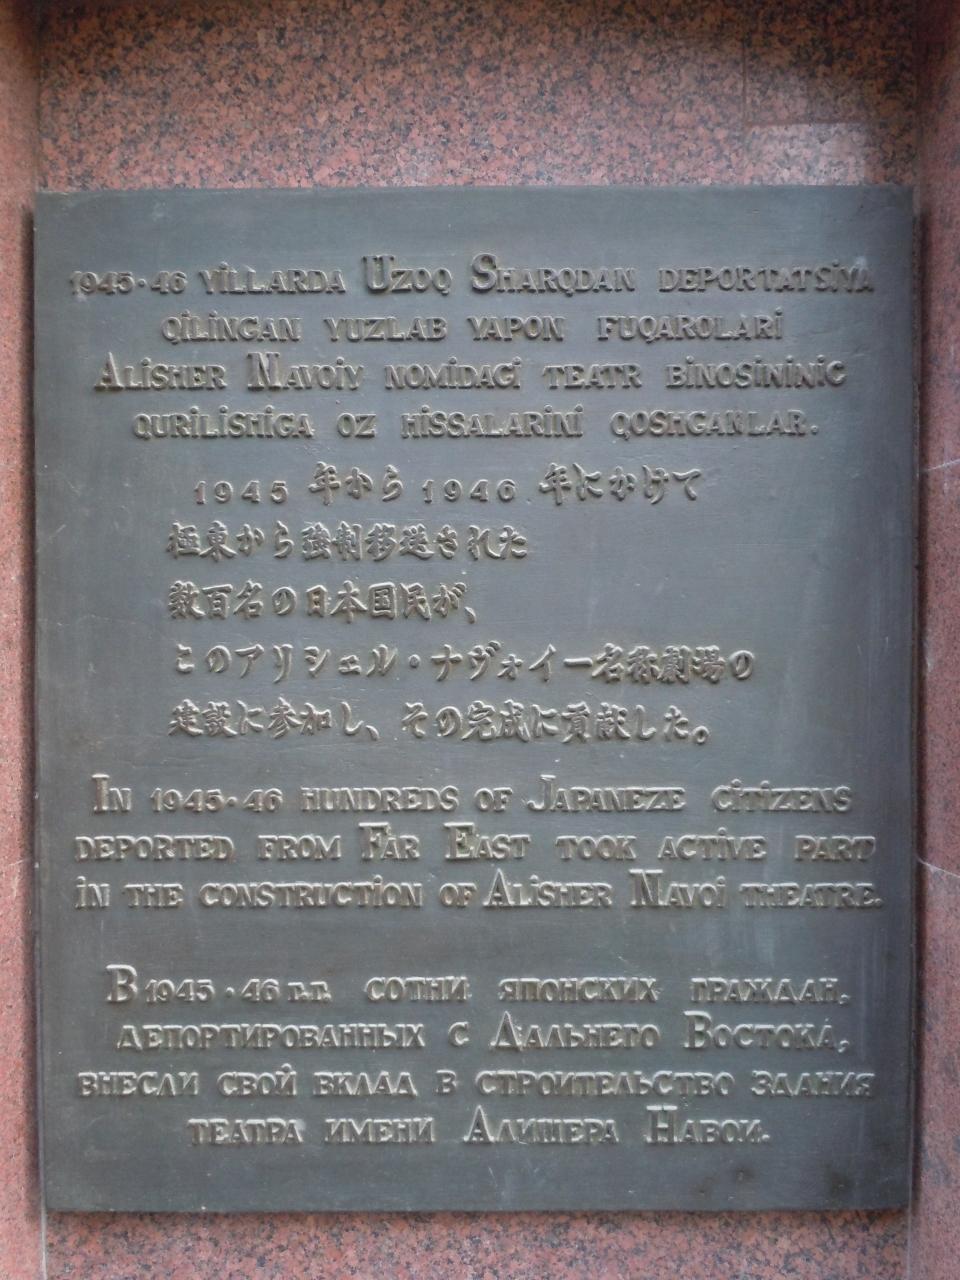 1945·46 yillarda Uzoq Sharqdan deportatsiya
qilingan yuzlab yapon fuqarolari
Alisher Navoiy nomidagi teatr binosining
qurilishiga oz hissalarini qoshganlar.
1945 年から 1946 年にかけて
極東から強制移送された
数百名の日本国民が、
このアリシェル・ナヴォイー名称劇場の
建設に参加し、その完成に貢献した。
In 1945·46 hundreds of Japaneze citizens
deported from Far East took active part
in the construction of Alisher Navoi theatre.
В 1945·46 г.г. сотни японских граждан,
депортированных с Дальнего Востока,
внесли свой вклад в строительство здания
театра имени Алишера Навои.